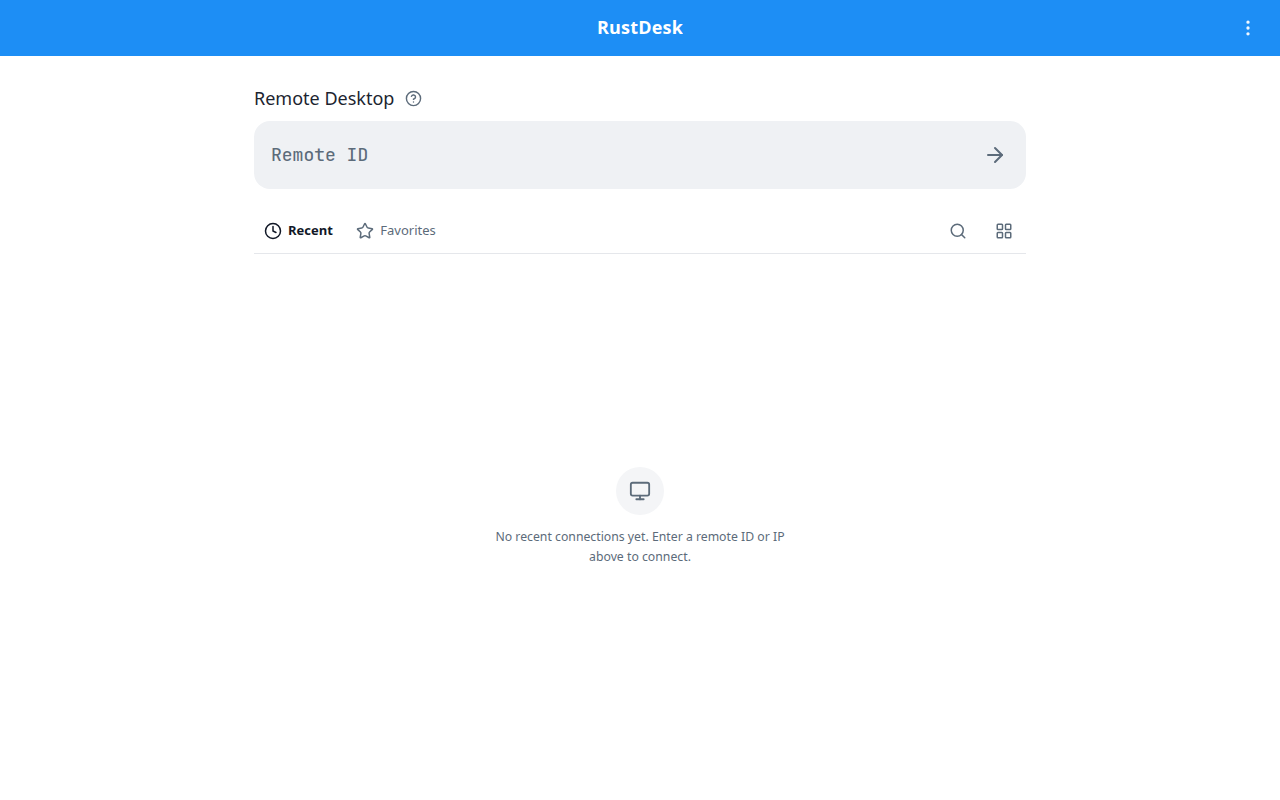 RustDesk
Remote Desktop
Remote ID
Recent
Favorites
No recent connections yet. Enter a remote ID or IP
above to connect.